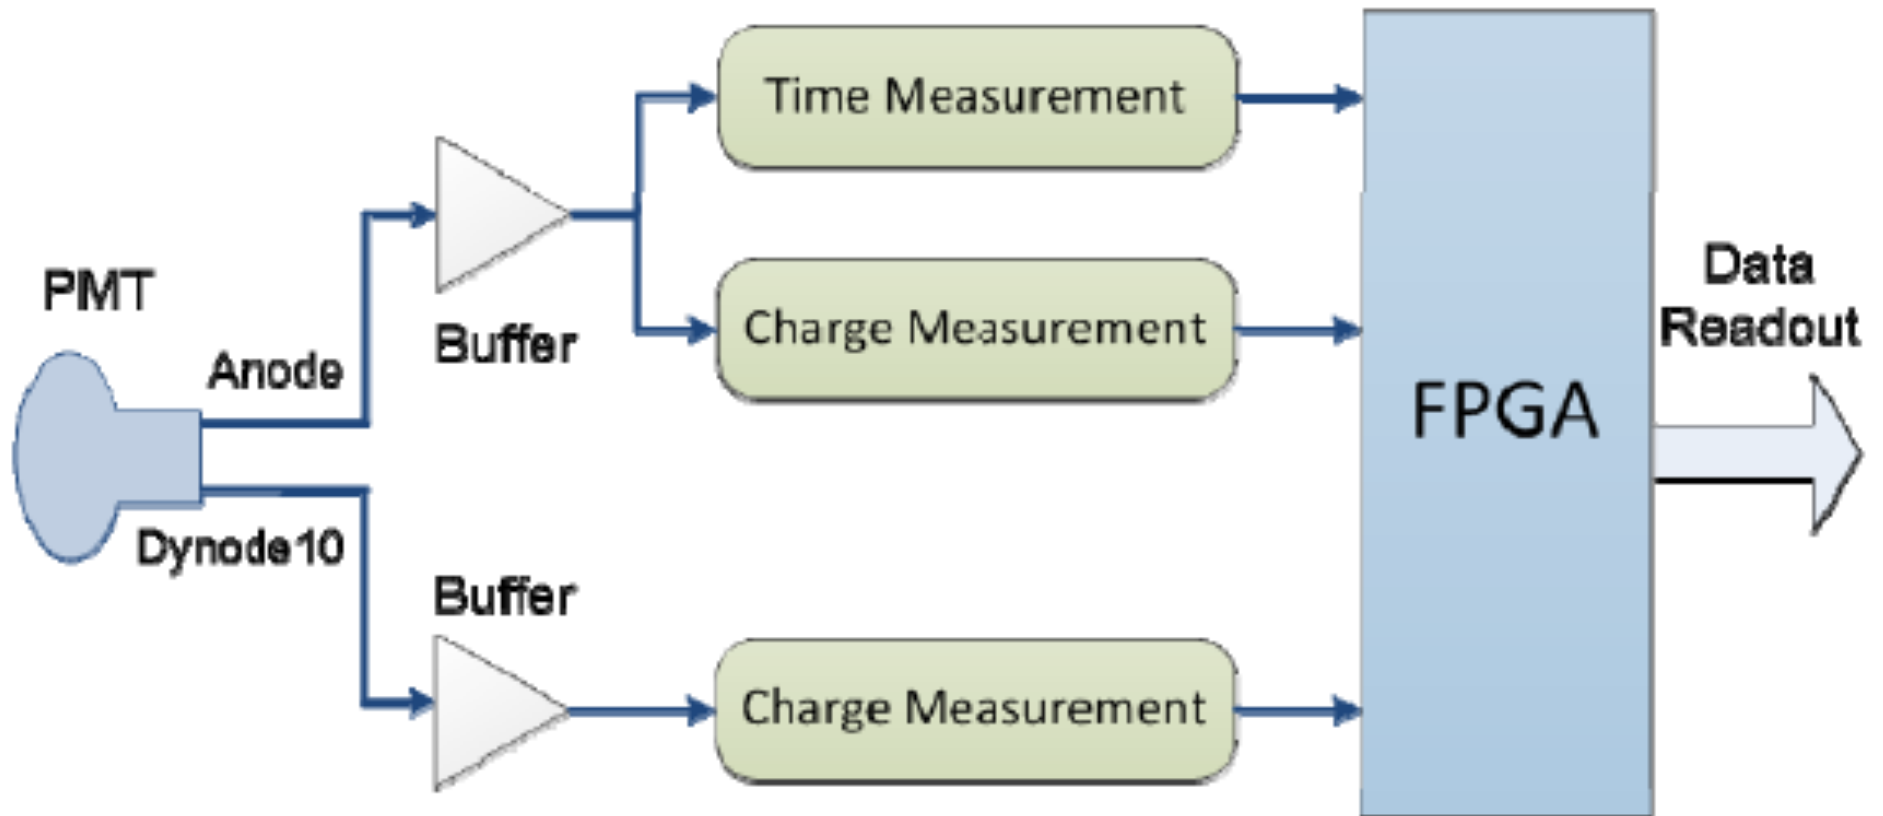 Time Measurement
PMT
Anode
Buffer
Charge Measurement
Data
Readout
FPGA
Dynode10
Buffer
Charge Measurement